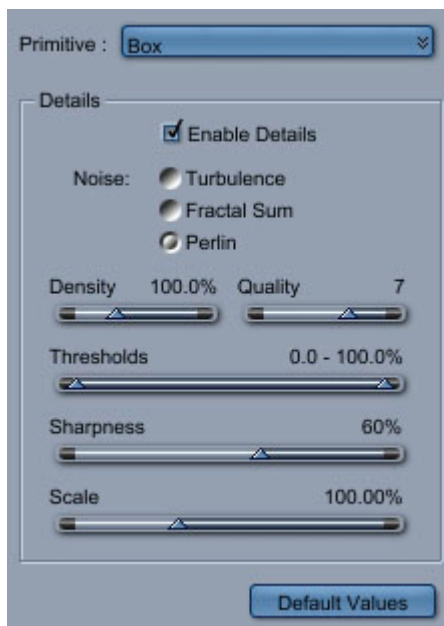 Primitive : Box
Details
Enable Details
Noise: Turbulence
Fractal Sum
Perlin
Density 100.0% Quality 7
Thresholds 0.0 - 100.0%
Sharpness 60%
Scale 100.00%
Default Values